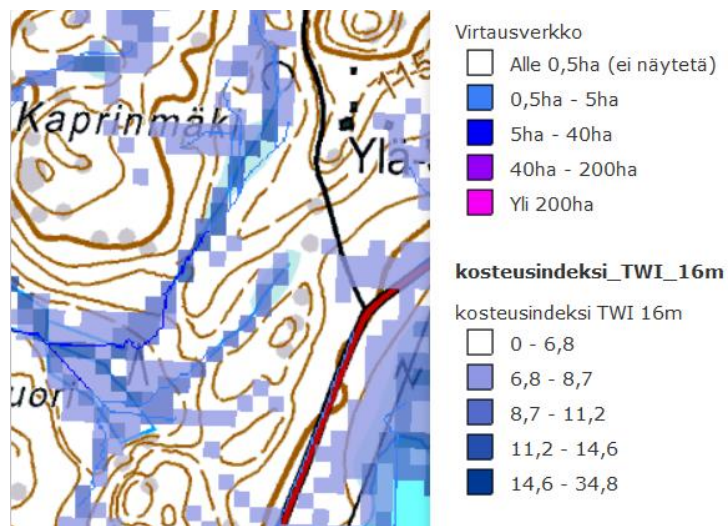 Kaprinmäki
Ylä-
uori
Virtausverkko
Alle 0,5ha (ei näytetä)
0,5ha - 5ha
5ha - 40ha
40ha - 200ha
Yli 200ha
kosteusindeksi_TWI_16m
kosteusindeksi TWI 16m
0 - 6,8
6,8 - 8,7
8,7 - 11,2
11,2 - 14,6
14,6 - 34,8